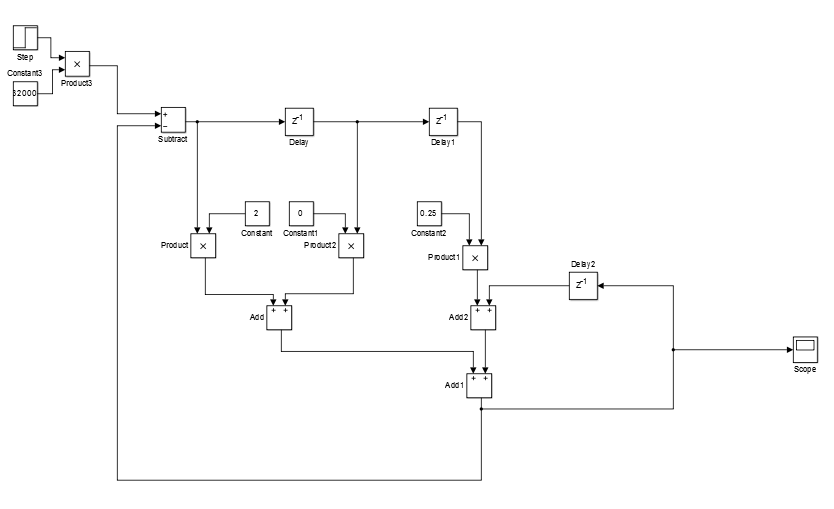 Step
Constant3
32000
×
Product3
+
−
Subtract
z-1
Delay
z-1
Delay1
2
Constant
0
Constant1
0.25
Constant2
Product
×
Product2
×
Product1
×
Delay2
z-1
Add
+ +
Add2
+ +
Scope
Add1
+ +